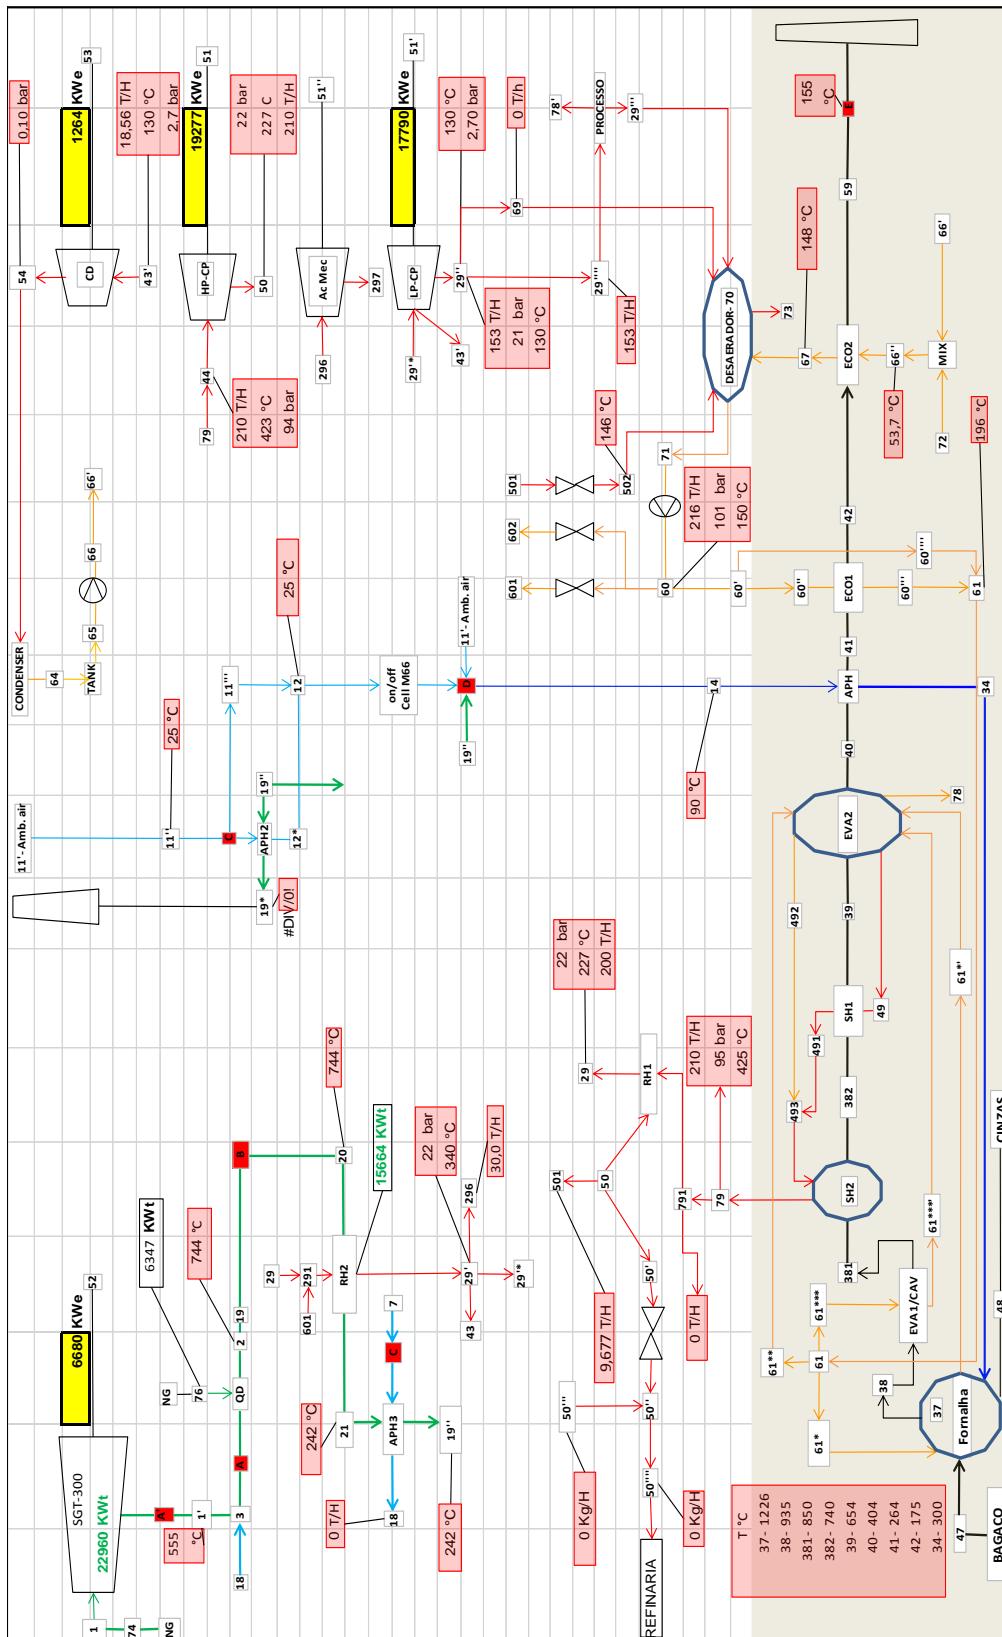 0,10 bar
1264 KWe
53
18,56 T/H
130 °C
2,7 bar
19277 KWe
51
22 bar
227 C
210 T/H
51''
17790 KWe
51'
130 °C
2,70 bar
0 T/h
78'
PROCESSO
29'''
155
°C
E
54
CD
43'
HP-CP
50
Ac Mec
297
LP-CP
29''
69
29''''
59
148 °C
66'
44
79
210 T/H
423 °C
94 bar
296
29'*
43'
153 T/H
21 bar
130 °C
153 T/H
DESAERADOR-70
73
67
ECO2
66''
MIX
72
53,7 °C
196 °C
66'
66
65
TANK
64
CONDENSER
501
502
146 °C
602
601
71
60
216 T/H
101 bar
150 °C
60'
60''
ECO1
60'''
60''''
61
42
41
25 °C
11'''
12
on/off
Cell M66
11'- Amb. air
D
19''
14
90 °C
APH
34
40
25 °C
11'- Amb. air
11''
C
APH2
19''
12*
19*
#DIV/0!
EVA2
78
492
39
49
SH1
491
493
382
61*'
22 bar
227 °C
200 T/H
29
RH1
210 T/H
95 bar
425 °C
501
50
791
79
SH2
744 °C
20
15664 KWt
22 bar
340 °C
296
30,0 T/H
B
6347 KWt
744 °C
52
6680 KWe
19
2
29
291
RH2
601
29'
29'*
43
7
C
9,677 T/H
50'
0 T/H
381
61***'
61***
EVA1/CAV
61**
61
38
37
Fornalha
61*
48
CINZAS
NG
76
QD
SGT-300
22960 KWt
A'
1'
555
°C
3
A
18
242 °C
21
APH3
19''
0 T/H
18
242 °C
50'''
50''
50''''
0 Kg/H
0 Kg/H
REFINARIA
T °C
37 - 1226
38 - 935
381 - 850
382 - 740
39 - 654
40 - 404
41 - 264
42 - 175
34 - 300
47
BAGAÇO
1
74
NG